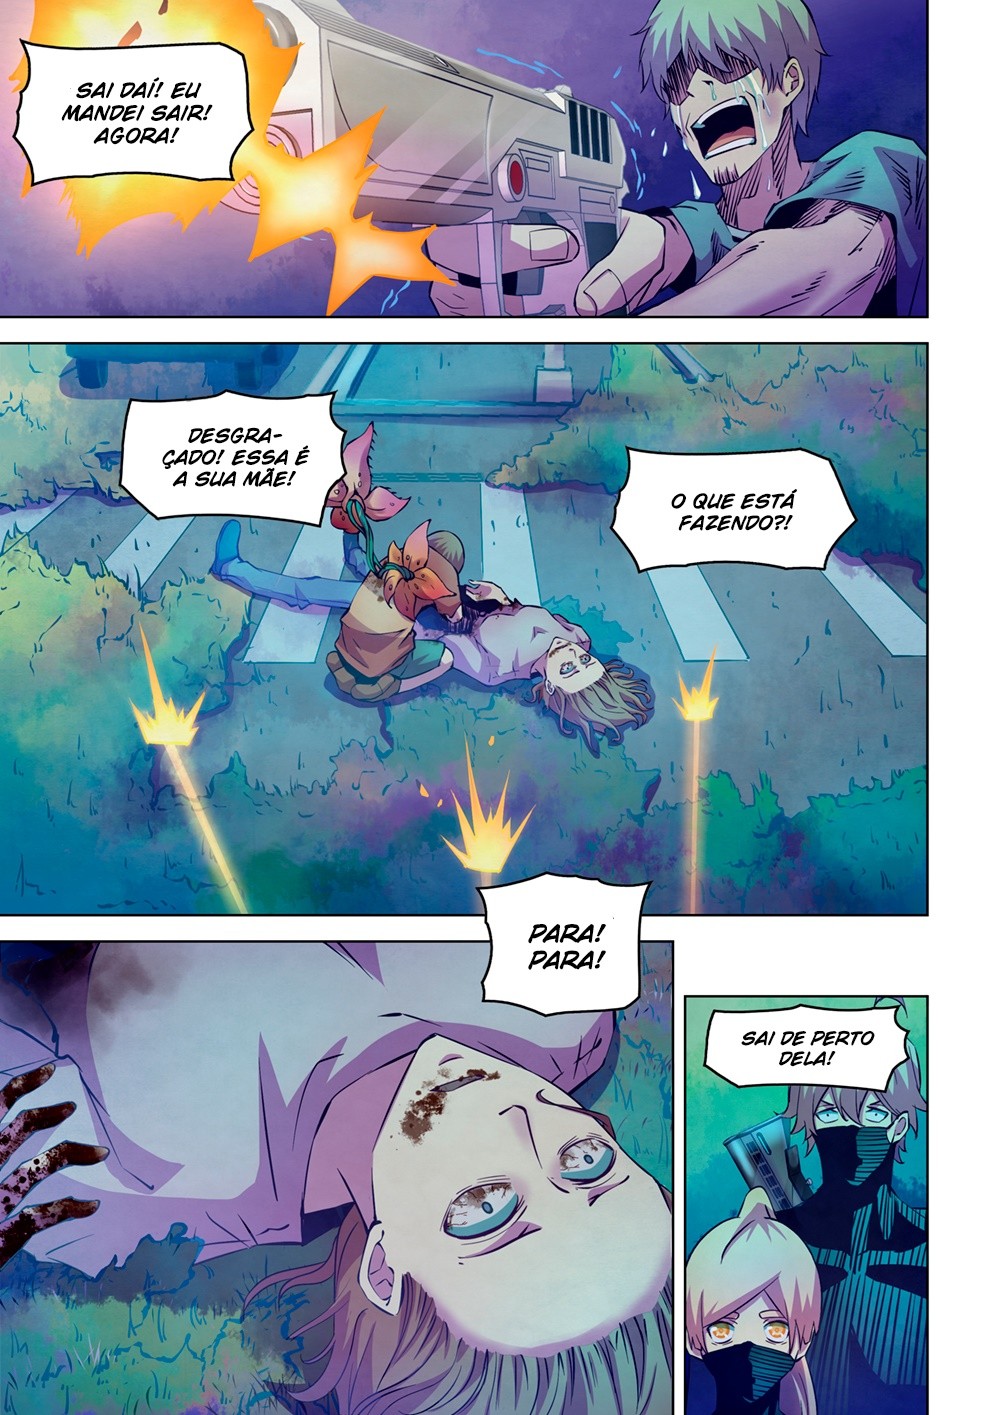 SAI DAÍ! EU
MANDEI SAIR!
AGORA!
DESGRA-
ÇADO! ESSA É
A SUA MÃE!
O QUE ESTÁ
FAZENDO?!
PARA!
PARA!
SAI DE PERTO
DELA!